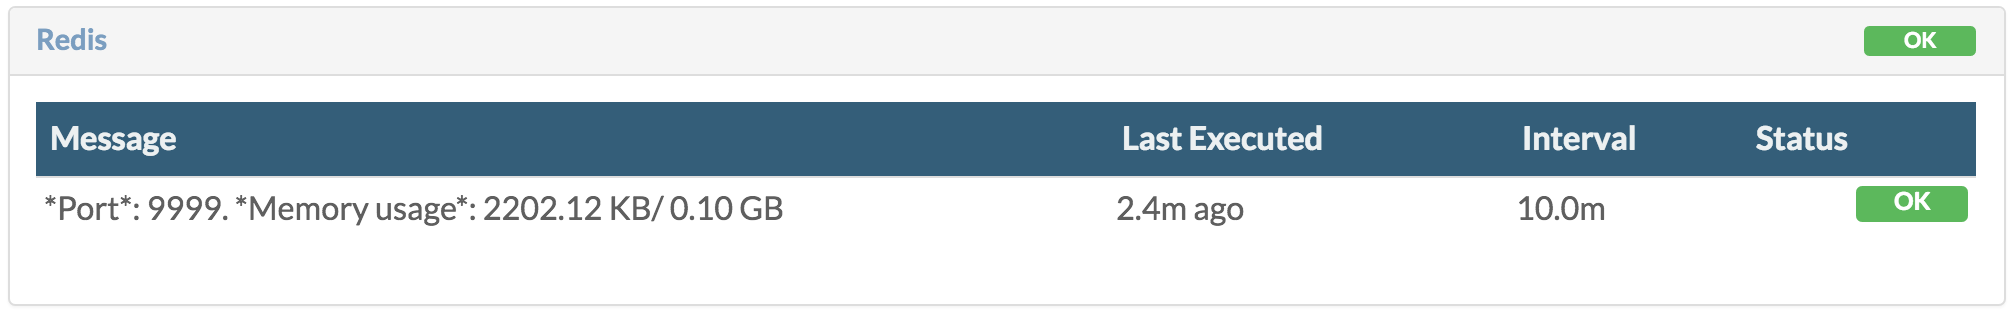 Redis OK
Message Last Executed Interval Status
*Port*: 9999. *Memory usage*: 2202.12 KB/ 0.10 GB 2.4m ago 10.0m OK